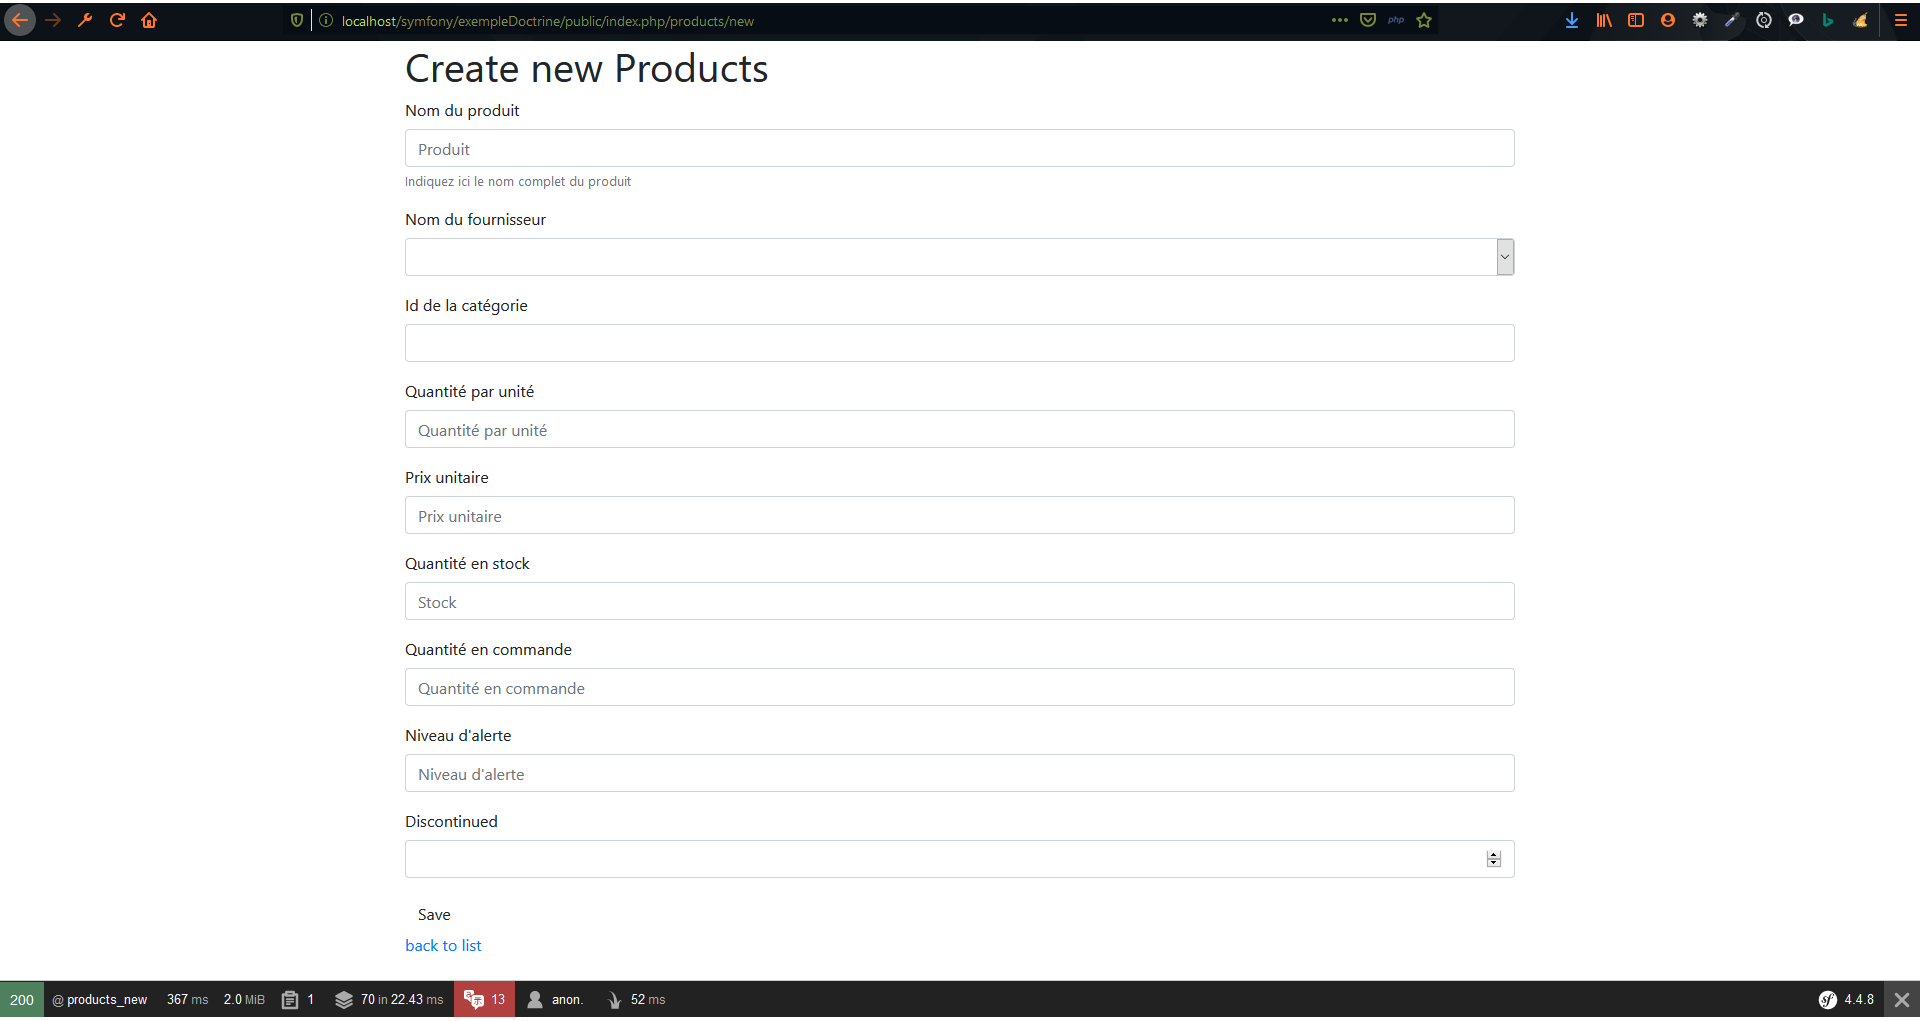 localhost/symfony/exempleDoctrine/public/index.php/products/new
php
Create new Products
Nom du produit
Produit
Indiquez ici le nom complet du produit
Nom du fournisseur
Id de la catégorie
Quantité par unité
Quantité par unité
Prix unitaire
Prix unitaire
Quantité en stock
Stock
Quantité en commande
Quantité en commande
Niveau d'alerte
Niveau d'alerte
Discontinued
Save
back to list
200 @ products_new 367 ms 2.0 MiB 1 70 in 22.43 ms 13 anon. 52 ms sf 4.4.8